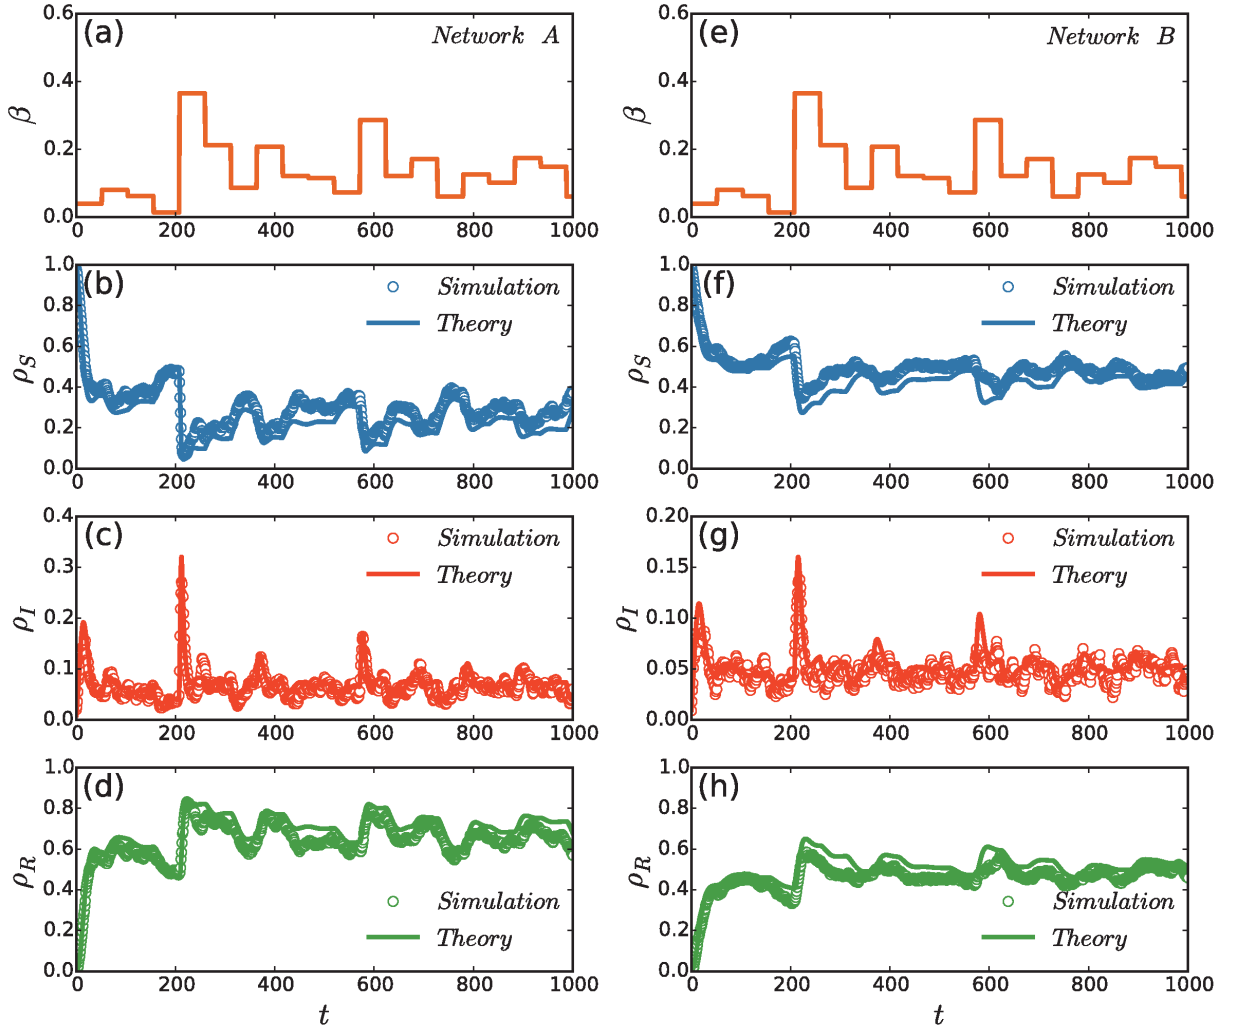 (a)
Network A
β
0.6
0.4
0.2
0.0
0 200 400 600 800 1000
(b)
Simulation
Theory
ρS
1.0
0.8
0.6
0.4
0.2
0.0
0 200 400 600 800 1000
(c)
Simulation
Theory
ρI
0.4
0.3
0.2
0.1
0.0
0 200 400 600 800 1000
(d)
Simulation
Theory
ρR
1.0
0.8
0.6
0.4
0.2
0.0
0 200 400 600 800 1000
t
(e)
Network B
β
0.6
0.4
0.2
0.0
0 200 400 600 800 1000
(f)
Simulation
Theory
ρS
1.0
0.8
0.6
0.4
0.2
0.0
0 200 400 600 800 1000
(g)
Simulation
Theory
ρI
0.20
0.15
0.10
0.05
0.00
0 200 400 600 800 1000
(h)
Simulation
Theory
ρR
1.0
0.8
0.6
0.4
0.2
0.0
0 200 400 600 800 1000
t